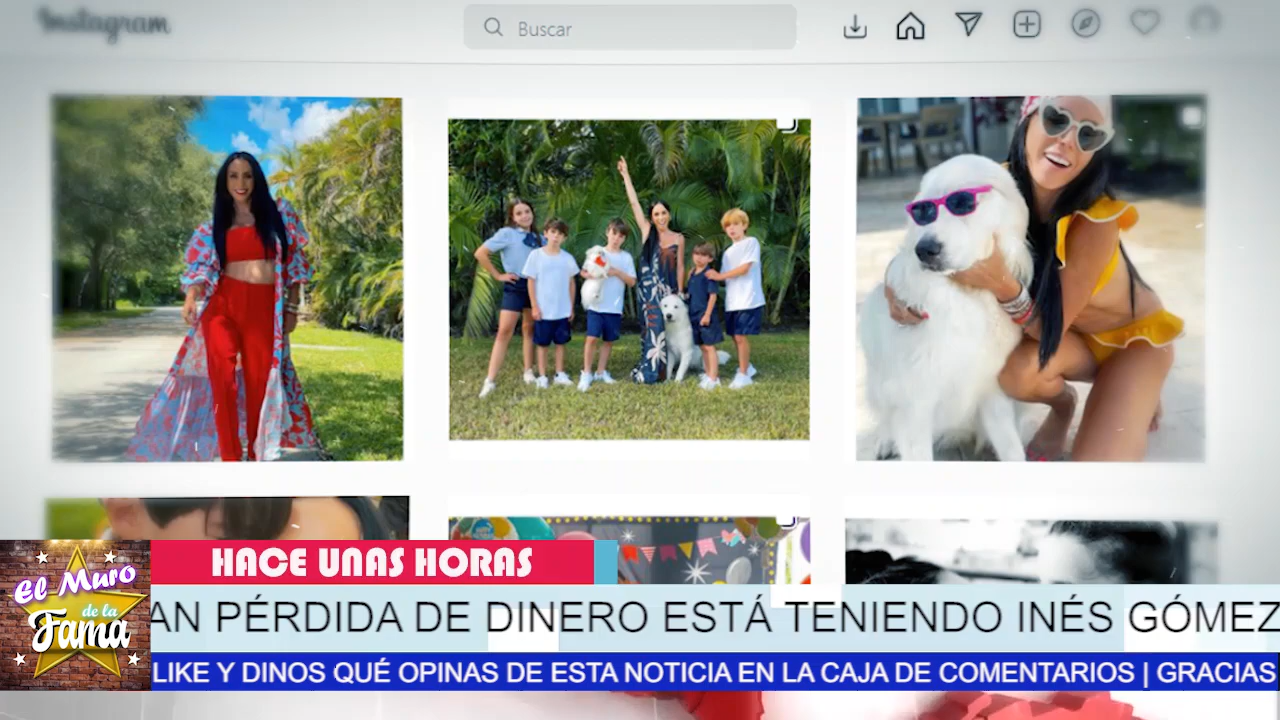 Instagram
Buscar
HACE UNAS HORAS
El Muro
de la
Fama
AN PÉRDIDA DE DINERO ESTÁ TENIENDO INÉS GÓMEZ
LIKE Y DINOS QUÉ OPINAS DE ESTA NOTICIA EN LA CAJA DE COMENTARIOS | GRACIAS